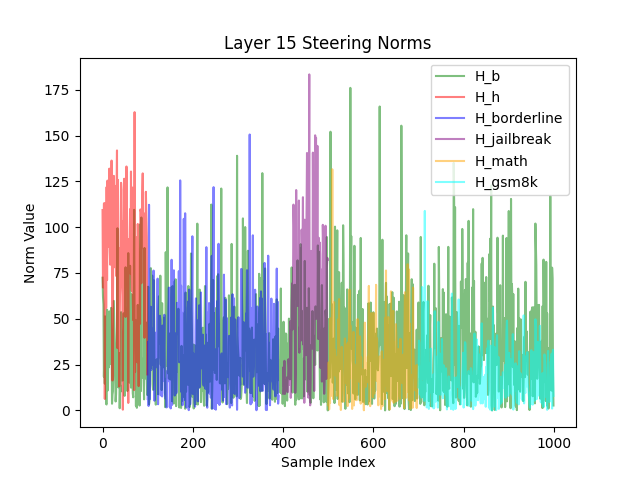 Layer 15 Steering Norms
H_b
H_h
H_borderline
H_jailbreak
H_math
H_gsm8k
Norm Value
175
150
125
100
75
50
25
0
0
200
400
600
800
1000
Sample Index